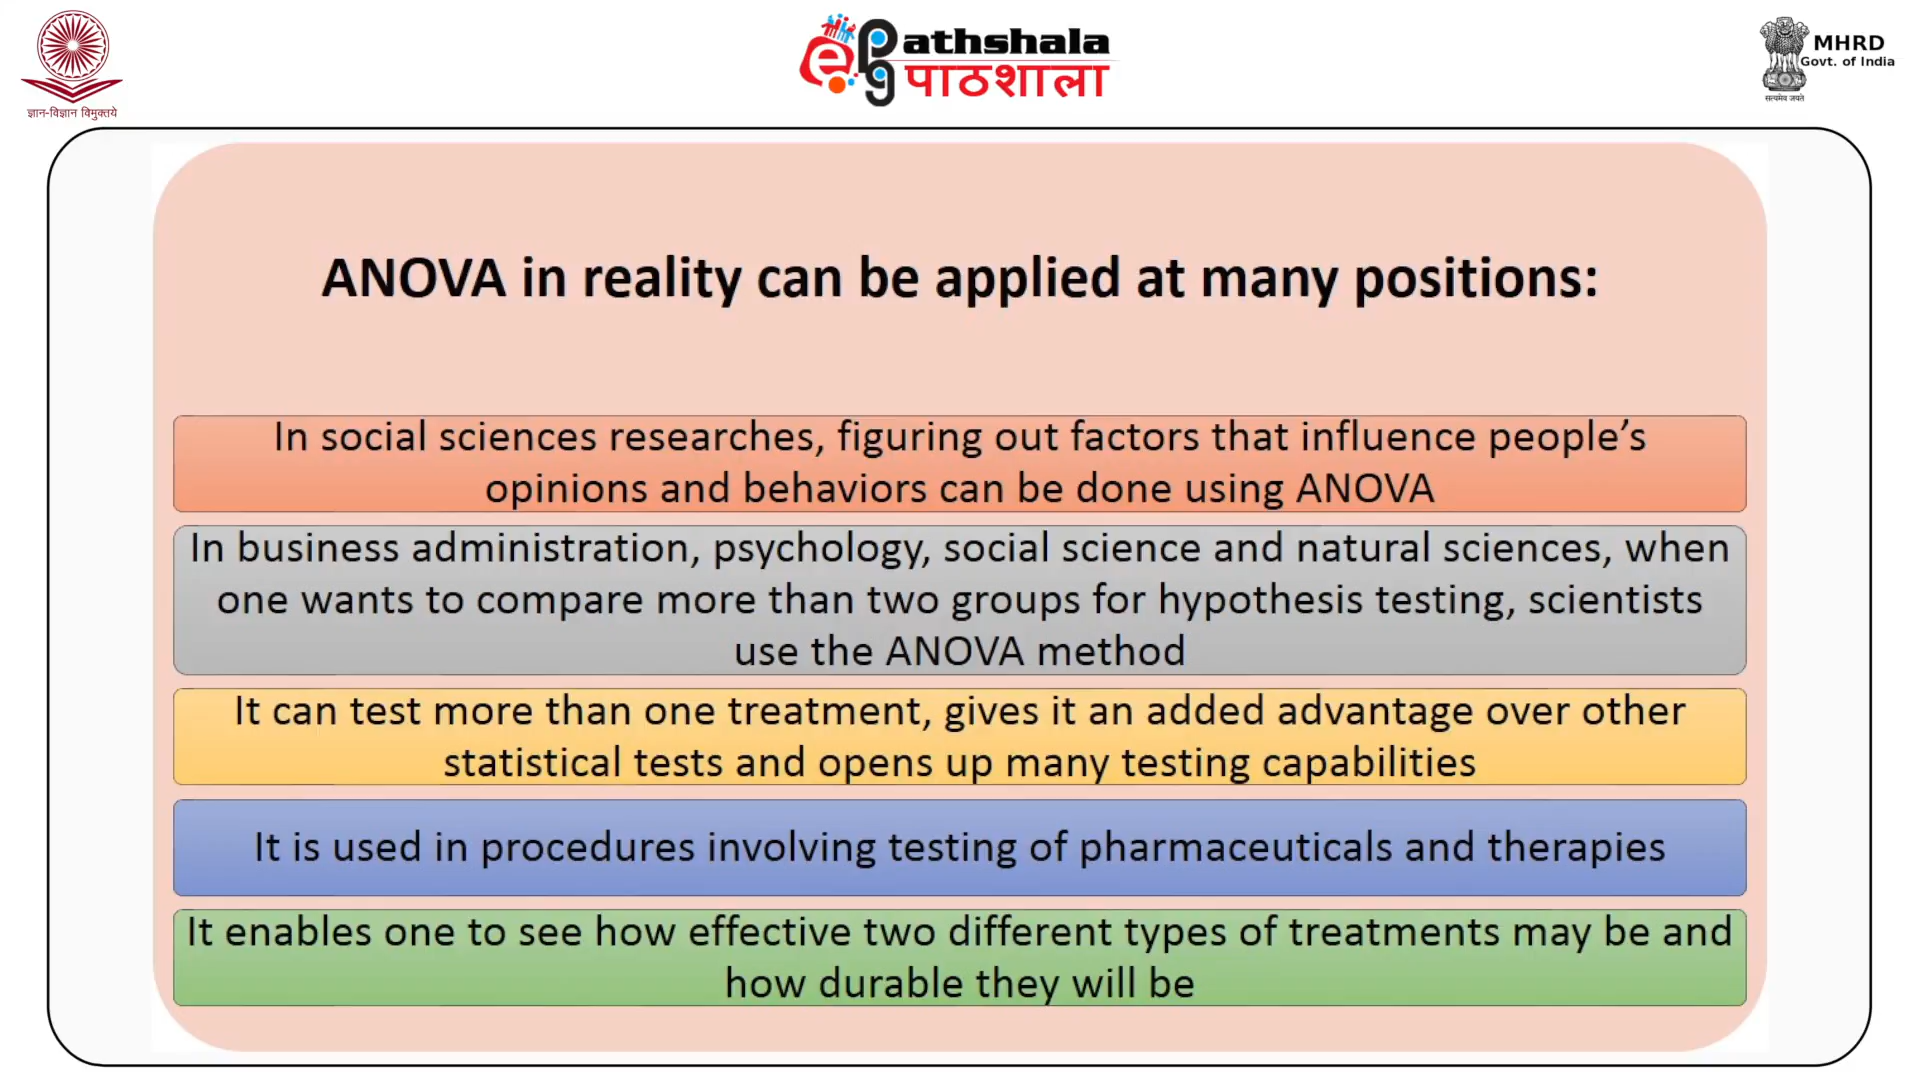 ज्ञान-विज्ञान विमुक्तये
ePG athshala
पाठशाला
MHRD
Govt. of India
सत्यमेव जयते
ANOVA in reality can be applied at many positions:
In social sciences researches, figuring out factors that influence people’s
opinions and behaviors can be done using ANOVA
In business administration, psychology, social science and natural sciences, when
one wants to compare more than two groups for hypothesis testing, scientists
use the ANOVA method
It can test more than one treatment, gives it an added advantage over other
statistical tests and opens up many testing capabilities
It is used in procedures involving testing of pharmaceuticals and therapies
It enables one to see how effective two different types of treatments may be and
how durable they will be